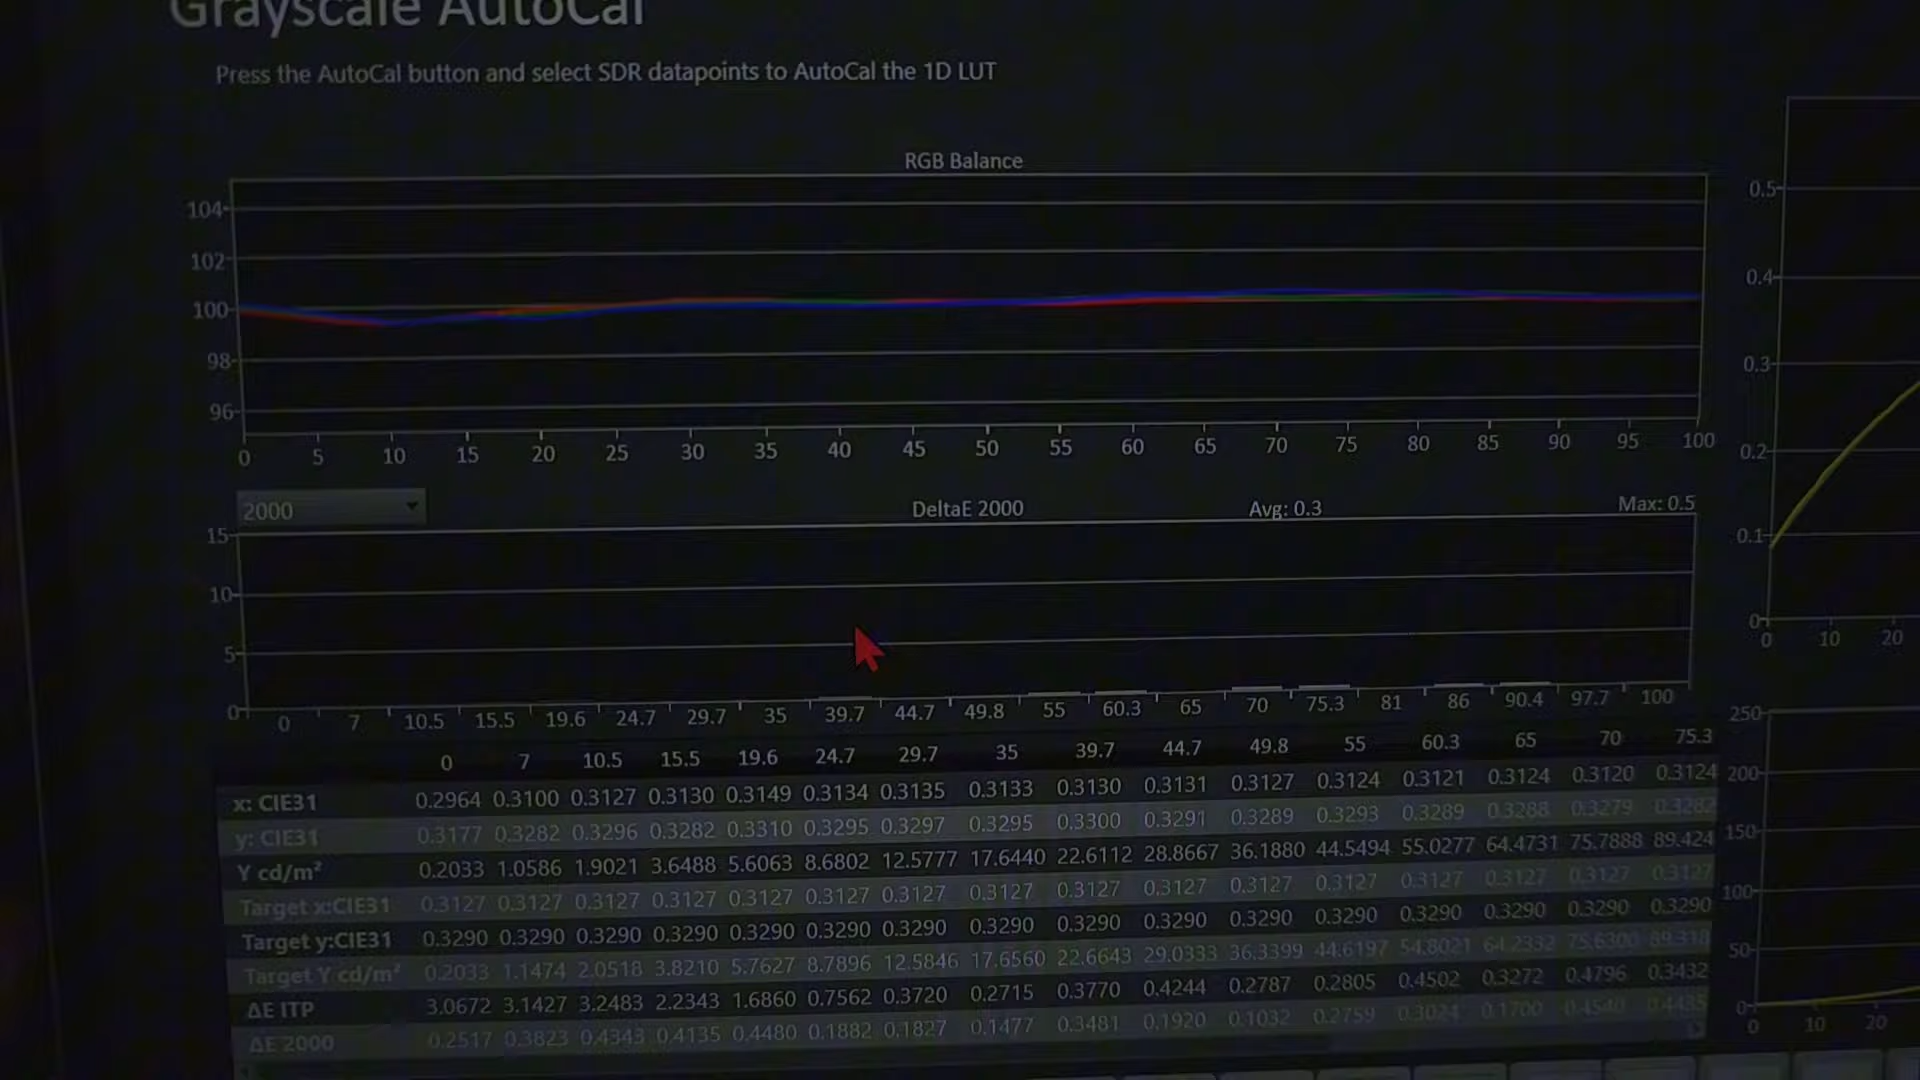 Grayscale AutoCal
Press the AutoCal button and select SDR datapoints to AutoCal the 1D LUT
RGB Balance
104
102
100
98
96
0 5 10 15 20 25 30 35 40 45 50 55 60 65 70 75 80 85 90 95 100
2000
DeltaE 2000 Avg: 0.3 Max: 0.5
15
10
5
0
0 7 10.5 15.5 19.6 24.7 29.7 35 39.7 44.7 49.8 55 60.3 65 70 75.3 81 86 90.4 97.7 100
0 7 10.5 15.5 19.6 24.7 29.7 35 39.7 44.7 49.8 55 60.3 65 70 75.3
x: CIE31 0.2964 0.3100 0.3127 0.3130 0.3149 0.3134 0.3135 0.3133 0.3130 0.3131 0.3127 0.3124 0.3121 0.3124 0.3120 0.3124
y: CIE31 0.3177 0.3282 0.3296 0.3282 0.3310 0.3295 0.3297 0.3295 0.3300 0.3291 0.3289 0.3293 0.3289 0.3288 0.3279 0.3282
Y cd/m² 0.2033 1.0586 1.9021 3.6488 5.6063 8.6802 12.5777 17.6440 22.6112 28.8667 36.1880 44.5494 55.0277 64.4731 75.7888 89.424
Target x:CIE31 0.3127 0.3127 0.3127 0.3127 0.3127 0.3127 0.3127 0.3127 0.3127 0.3127 0.3127 0.3127 0.3127 0.3127 0.3127 0.3127
Target y:CIE31 0.3290 0.3290 0.3290 0.3290 0.3290 0.3290 0.3290 0.3290 0.3290 0.3290 0.3290 0.3290 0.3290 0.3290 0.3290 0.3290
Target Y cd/m² 0.2033 1.1474 2.0518 3.8210 5.7627 8.7896 12.5846 17.6560 22.6643 29.0333 36.3399 44.6197 54.8021 64.2332 75.6300 89.318
ΔE ITP 3.0672 3.1427 3.2483 2.2343 1.6860 0.7562 0.3720 0.2715 0.3770 0.4244 0.2787 0.2805 0.4502 0.3272 0.4796 0.3432
ΔE 2000 0.2517 0.3823 0.4343 0.4135 0.4480 0.1882 0.1827 0.1477 0.3481 0.1920 0.1032 0.2759 0.3024 0.1700 0.4540 0.4435
0.5
0.4
0.3
0.2
0.1
0
0 10 20
250
200
150
100
50
0
0 10 20